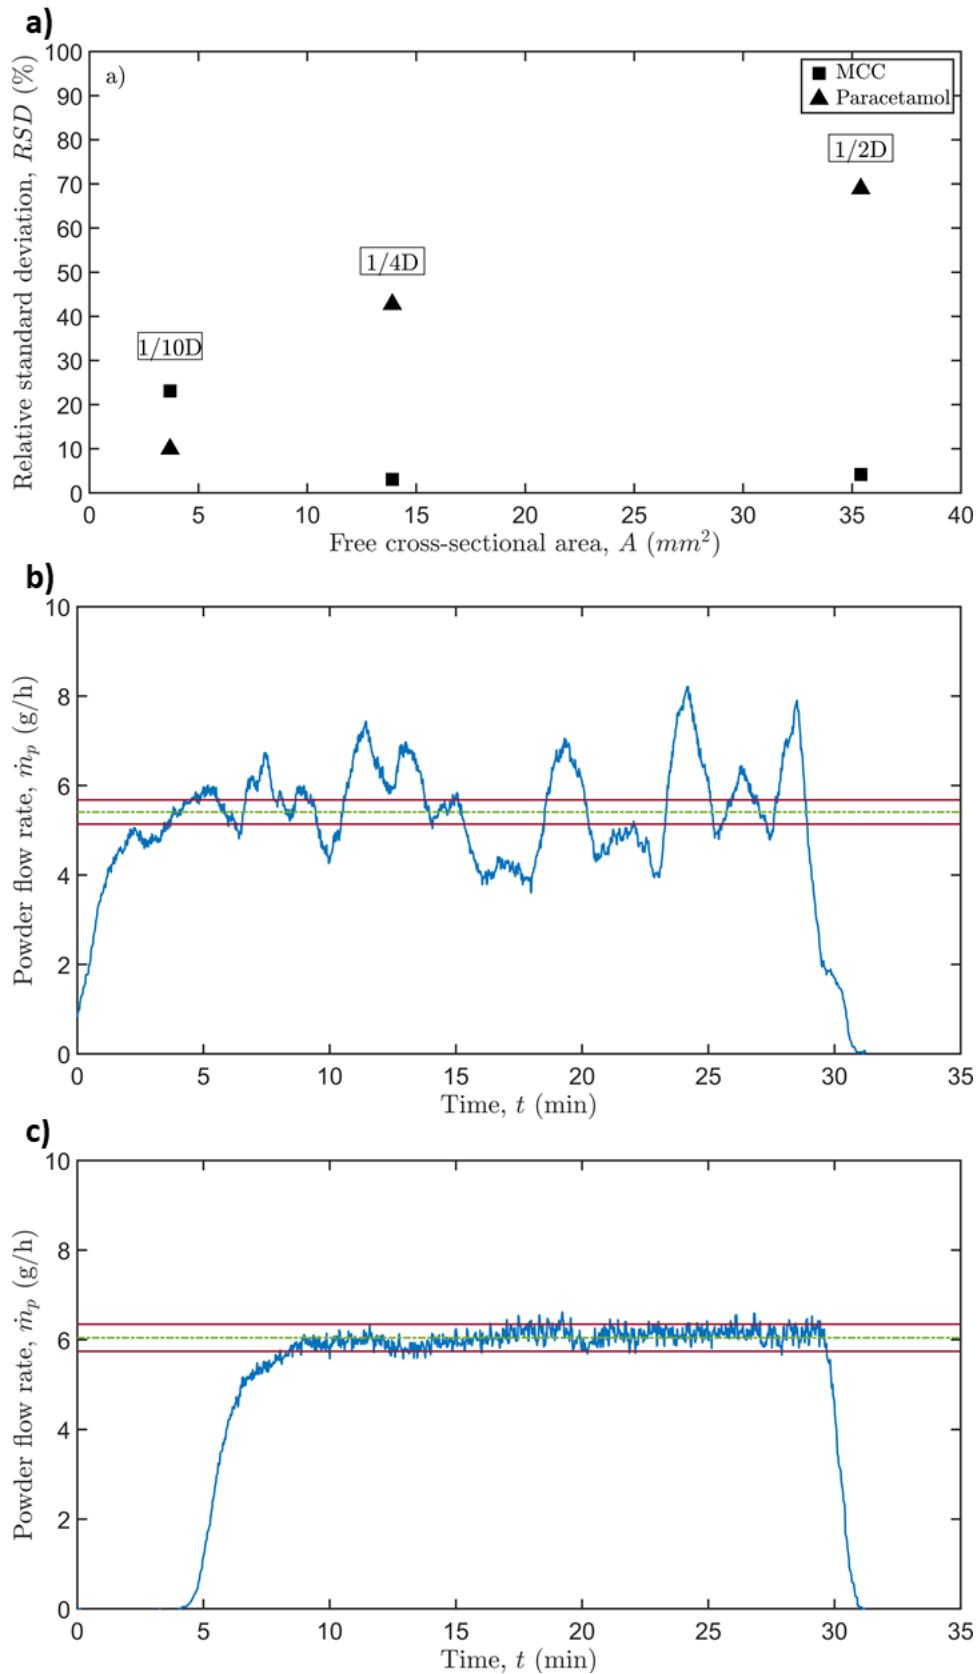 a)
Relative standard deviation, RSD (%)
100
90
80
70
60
50
40
30
20
10
0
a)
MCC
Paracetamol
1/2D
1/4D
1/10D
0 5 10 15 20 25 30 35 40
Free cross-sectional area, A (mm²)
b)
Powder flow rate, ṁₚ (g/h)
10
8
6
4
2
0
0 5 10 15 20 25 30 35
Time, t (min)
c)
Powder flow rate, ṁₚ (g/h)
10
8
6
4
2
0
0 5 10 15 20 25 30 35
Time, t (min)